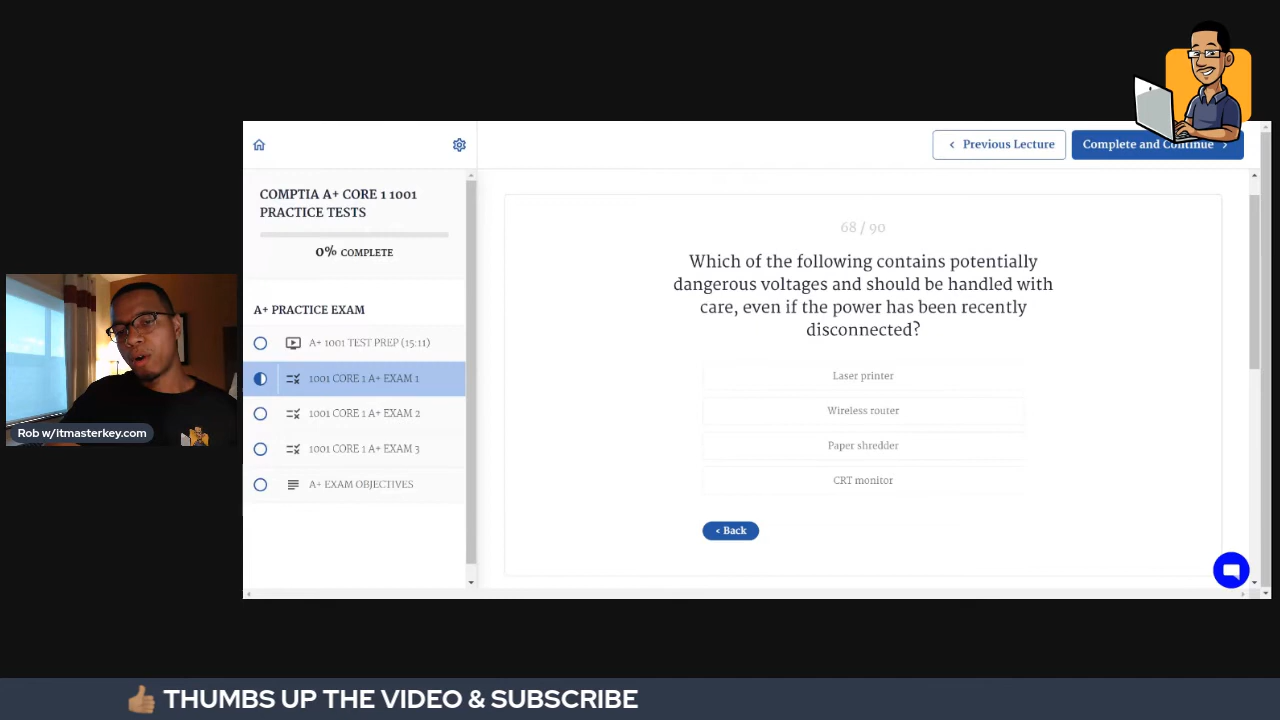 Previous Lecture
Complete and Continue
COMPTIA A+ CORE 1 1001
PRACTICE TESTS
0% COMPLETE
A+ PRACTICE EXAM
A+ 1001 TEST PREP (15:11)
1001 CORE 1 A+ EXAM 1
1001 CORE 1 A+ EXAM 2
1001 CORE 1 A+ EXAM 3
A+ EXAM OBJECTIVES
68 / 90
Which of the following contains potentially
dangerous voltages and should be handled with
care, even if the power has been recently
disconnected?
Laser printer
Wireless router
Paper shredder
CRT monitor
< Back
Rob w/itmasterkey.com
THUMBS UP THE VIDEO & SUBSCRIBE